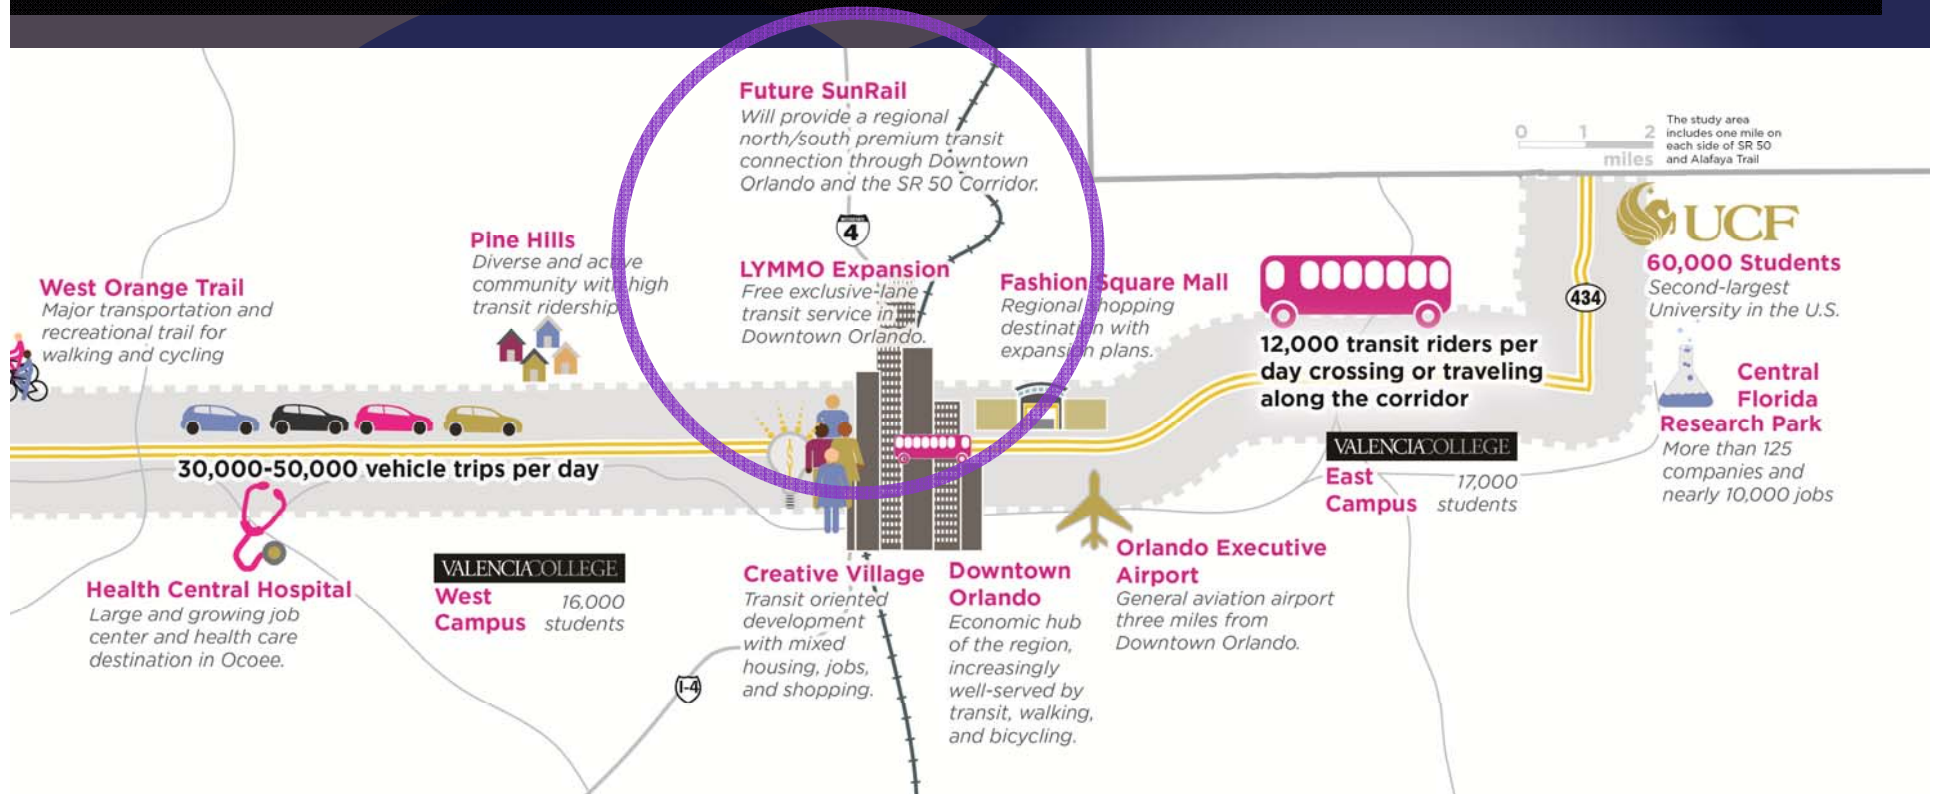 Future SunRail
Will provide a regional
north/south premium transit
connection through Downtown
Orlando and the SR 50 Corridor.
0 1 2
miles
The study area
includes one mile on
each side of SR 50
and Alafaya Trail
4
UCF
60,000 Students
Second-largest
University in the U.S.
Pine Hills
Diverse and active
community with high
transit ridership
West Orange Trail
Major transportation and
recreational trail for
walking and cycling
LYMMO Expansion
Free exclusive-lane
transit service in
Downtown Orlando.
Fashion Square Mall
Regional shopping
destination with
expansion plans.
434
12,000 transit riders per
day crossing or traveling
along the corridor
Central
Florida
Research Park
More than 125
companies and
nearly 10,000 jobs
30,000-50,000 vehicle trips per day
VALENCIACOLLEGE
East
Campus
17,000
students
Health Central Hospital
Large and growing job
center and health care
destination in Ocoee.
VALENCIACOLLEGE
West
Campus
16,000
students
Creative Village
Transit oriented
development
with mixed
housing, jobs,
and shopping.
Downtown
Orlando
Economic hub
of the region,
increasingly
well-served by
transit, walking,
and bicycling.
Orlando Executive
Airport
General aviation airport
three miles from
Downtown Orlando.
I-4